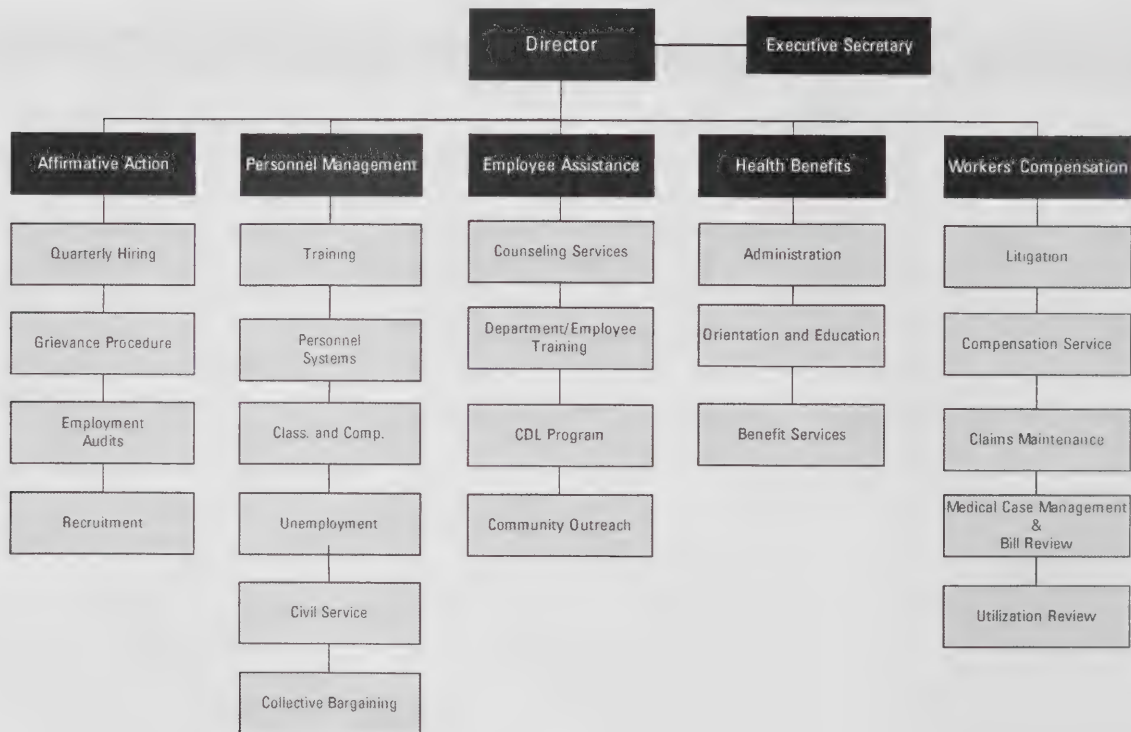 Director
Executive Secretary
Affirmative Action
Personnel Management
Employee Assistance
Health Benefits
Workers' Compensation
Quarterly Hiring
Grievance Procedure
Employment
Audits
Recruitment
Training
Personnel
Systems
Class. and Comp.
Unemployment
Civil Service
Collective Bargaining
Counseling Services
Department/Employee
Training
CDL Program
Community Outreach
Administration
Orientation and Education
Benefit Services
Litigation
Compensation Service
Claims Maintenance
Medical Case Management
&
Bill Review
Utilization Review